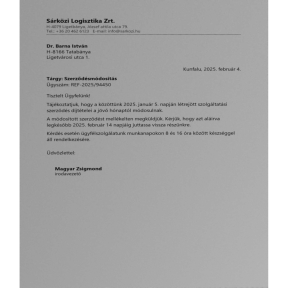 Sárközi Logisztika Zrt.
Dr. Barna István
H-8166 Tatabánya
Ligetvárosi utca 1.
Kunfalu, 2025. február 4.
Tárgy: Szerződésmódosítás
Ügyszám: REF-2025/94430
Tisztelt Ügyfelünk!
Tájékoztatjuk, hogy a közöttünk 2025. január 5. napján létrejött szolgáltatási
szerződés díjtételei a jövő hónaptól módosulnak.
A módosított szerződést mellékelten megküldjük. Kérjük, hogy azt aláírva
legkésőbb 2025. február 14 napjáig juttassa vissza részünkre.
Kérdés esetén ügyfélszolgálatunk munkanapokon 8 és 16 óra között készséggel
áll rendelkezésére.
Üdvözlettel:
Magyar Zsigmond
irodavezető